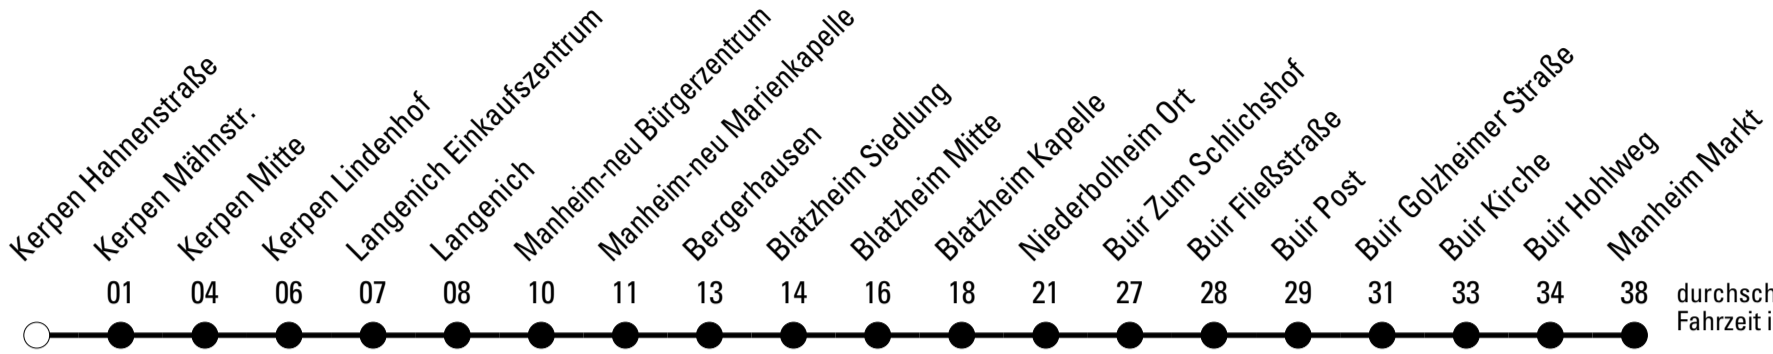 Kerpen Hahnenstraße
Kerpen Mähnstr.
Kerpen Mitte
Kerpen Lindenhof
Langenich Einkaufszentrum
Langenich
Manheim-neu Bürgerzentrum
Manheim-neu Marienkapelle
Bergerhausen
Blatzheim Siedlung
Blatzheim Mitte
Blatzheim Kapelle
Niederbolheim Ort
Buir Zum Schlichshof
Buir Fließstraße
Buir Post
Buir Golzheimer Straße
Buir Kirche
Buir Hohlweg
Manheim Markt
01 04 06 07 08 10 11 13 14 16 18 21 27 28 29 31 33 34 38 durchsch
Fahrzeit i